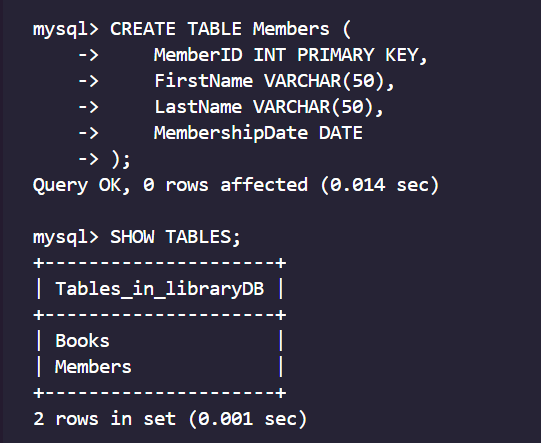 mysql> CREATE TABLE Members (
    ->     MemberID INT PRIMARY KEY,
    ->     FirstName VARCHAR(50),
    ->     LastName VARCHAR(50),
    ->     MembershipDate DATE
    -> );
Query OK, 0 rows affected (0.014 sec)

mysql> SHOW TABLES;
+---------------------+
| Tables_in_libraryDB |
+---------------------+
| Books               |
| Members             |
+---------------------+
2 rows in set (0.001 sec)